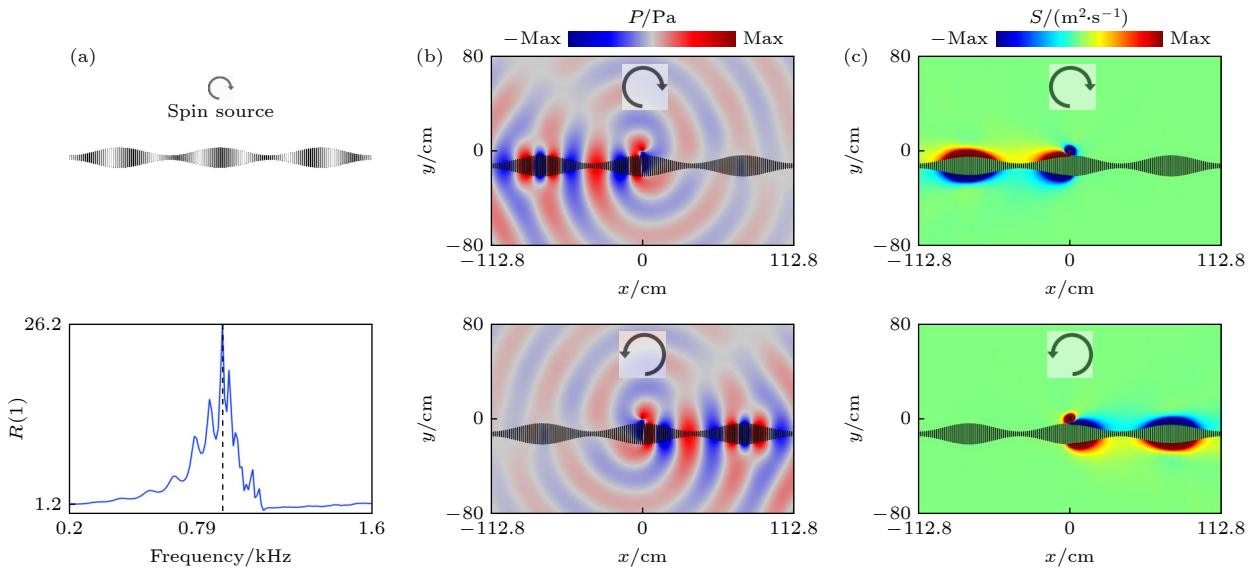 (a)
Spin source
26.2
R(1)
1.2
0.2
0.79
1.6
Frequency/kHz
(b)
P/Pa
−Max
Max
80
y/cm
0
−80
−112.8
0
112.8
x/cm
80
y/cm
0
−80
−112.8
0
112.8
x/cm
(c)
S/(m²·s⁻¹)
−Max
Max
80
y/cm
0
−80
−112.8
0
112.8
x/cm
80
y/cm
0
−80
−112.8
0
112.8
x/cm